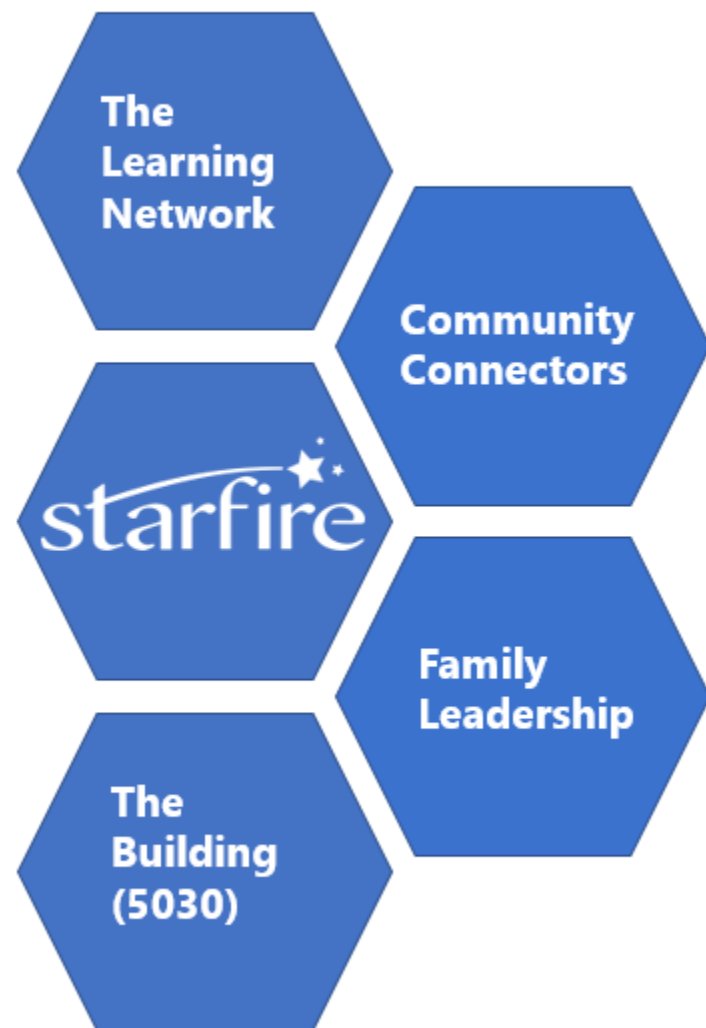 The
Learning
Network
Community
Connectors
starfire
Family
Leadership
The
Building
(5030)